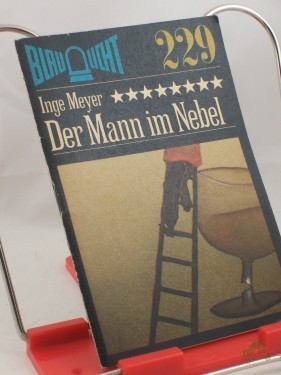 BLAULICHT
229
Inge Meyer
Der Mann im Nebel